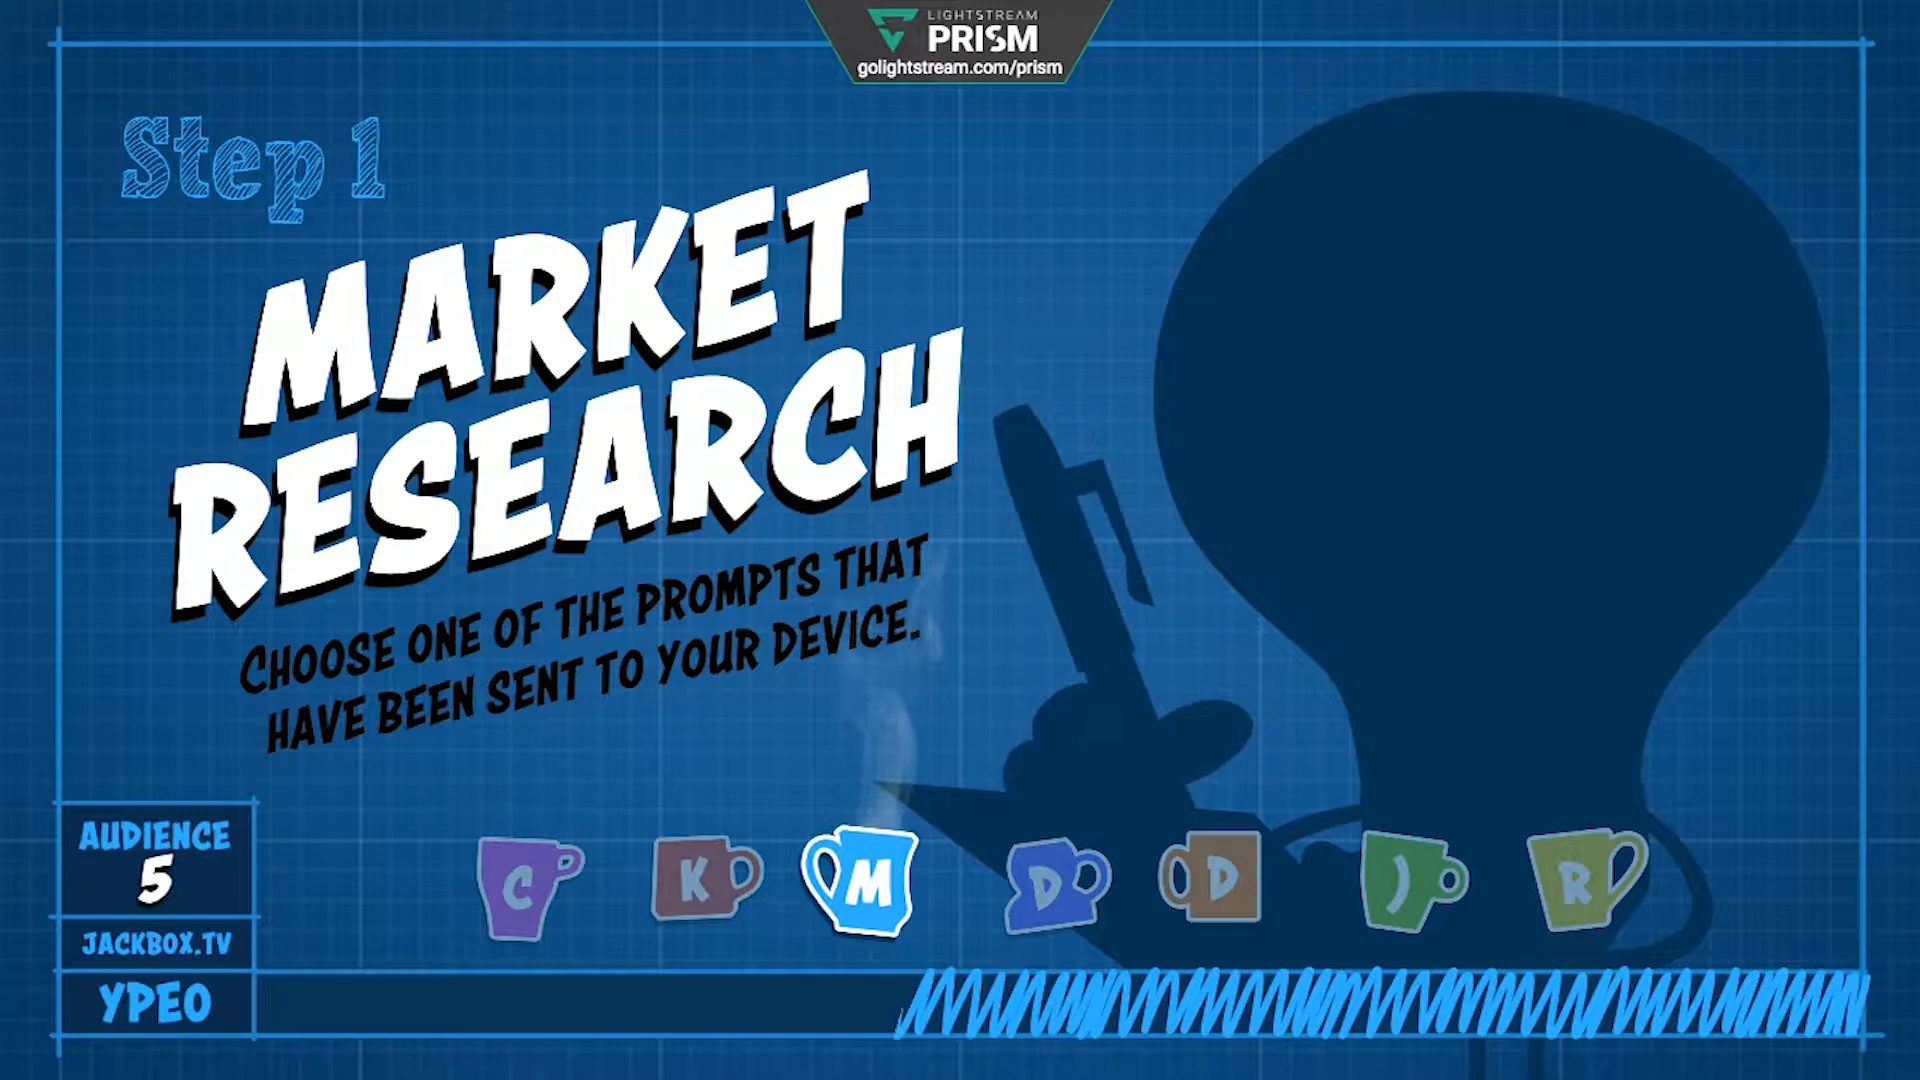 LIGHTSTREAM
PRISM
golightstream.com/prism
Step 1
MARKET
RESEARCH
CHOOSE ONE OF THE PROMPTS THAT
HAVE BEEN SENT TO YOUR DEVICE.
AUDIENCE
5
C K M D D J R
JACKBOX.TV
YPEO